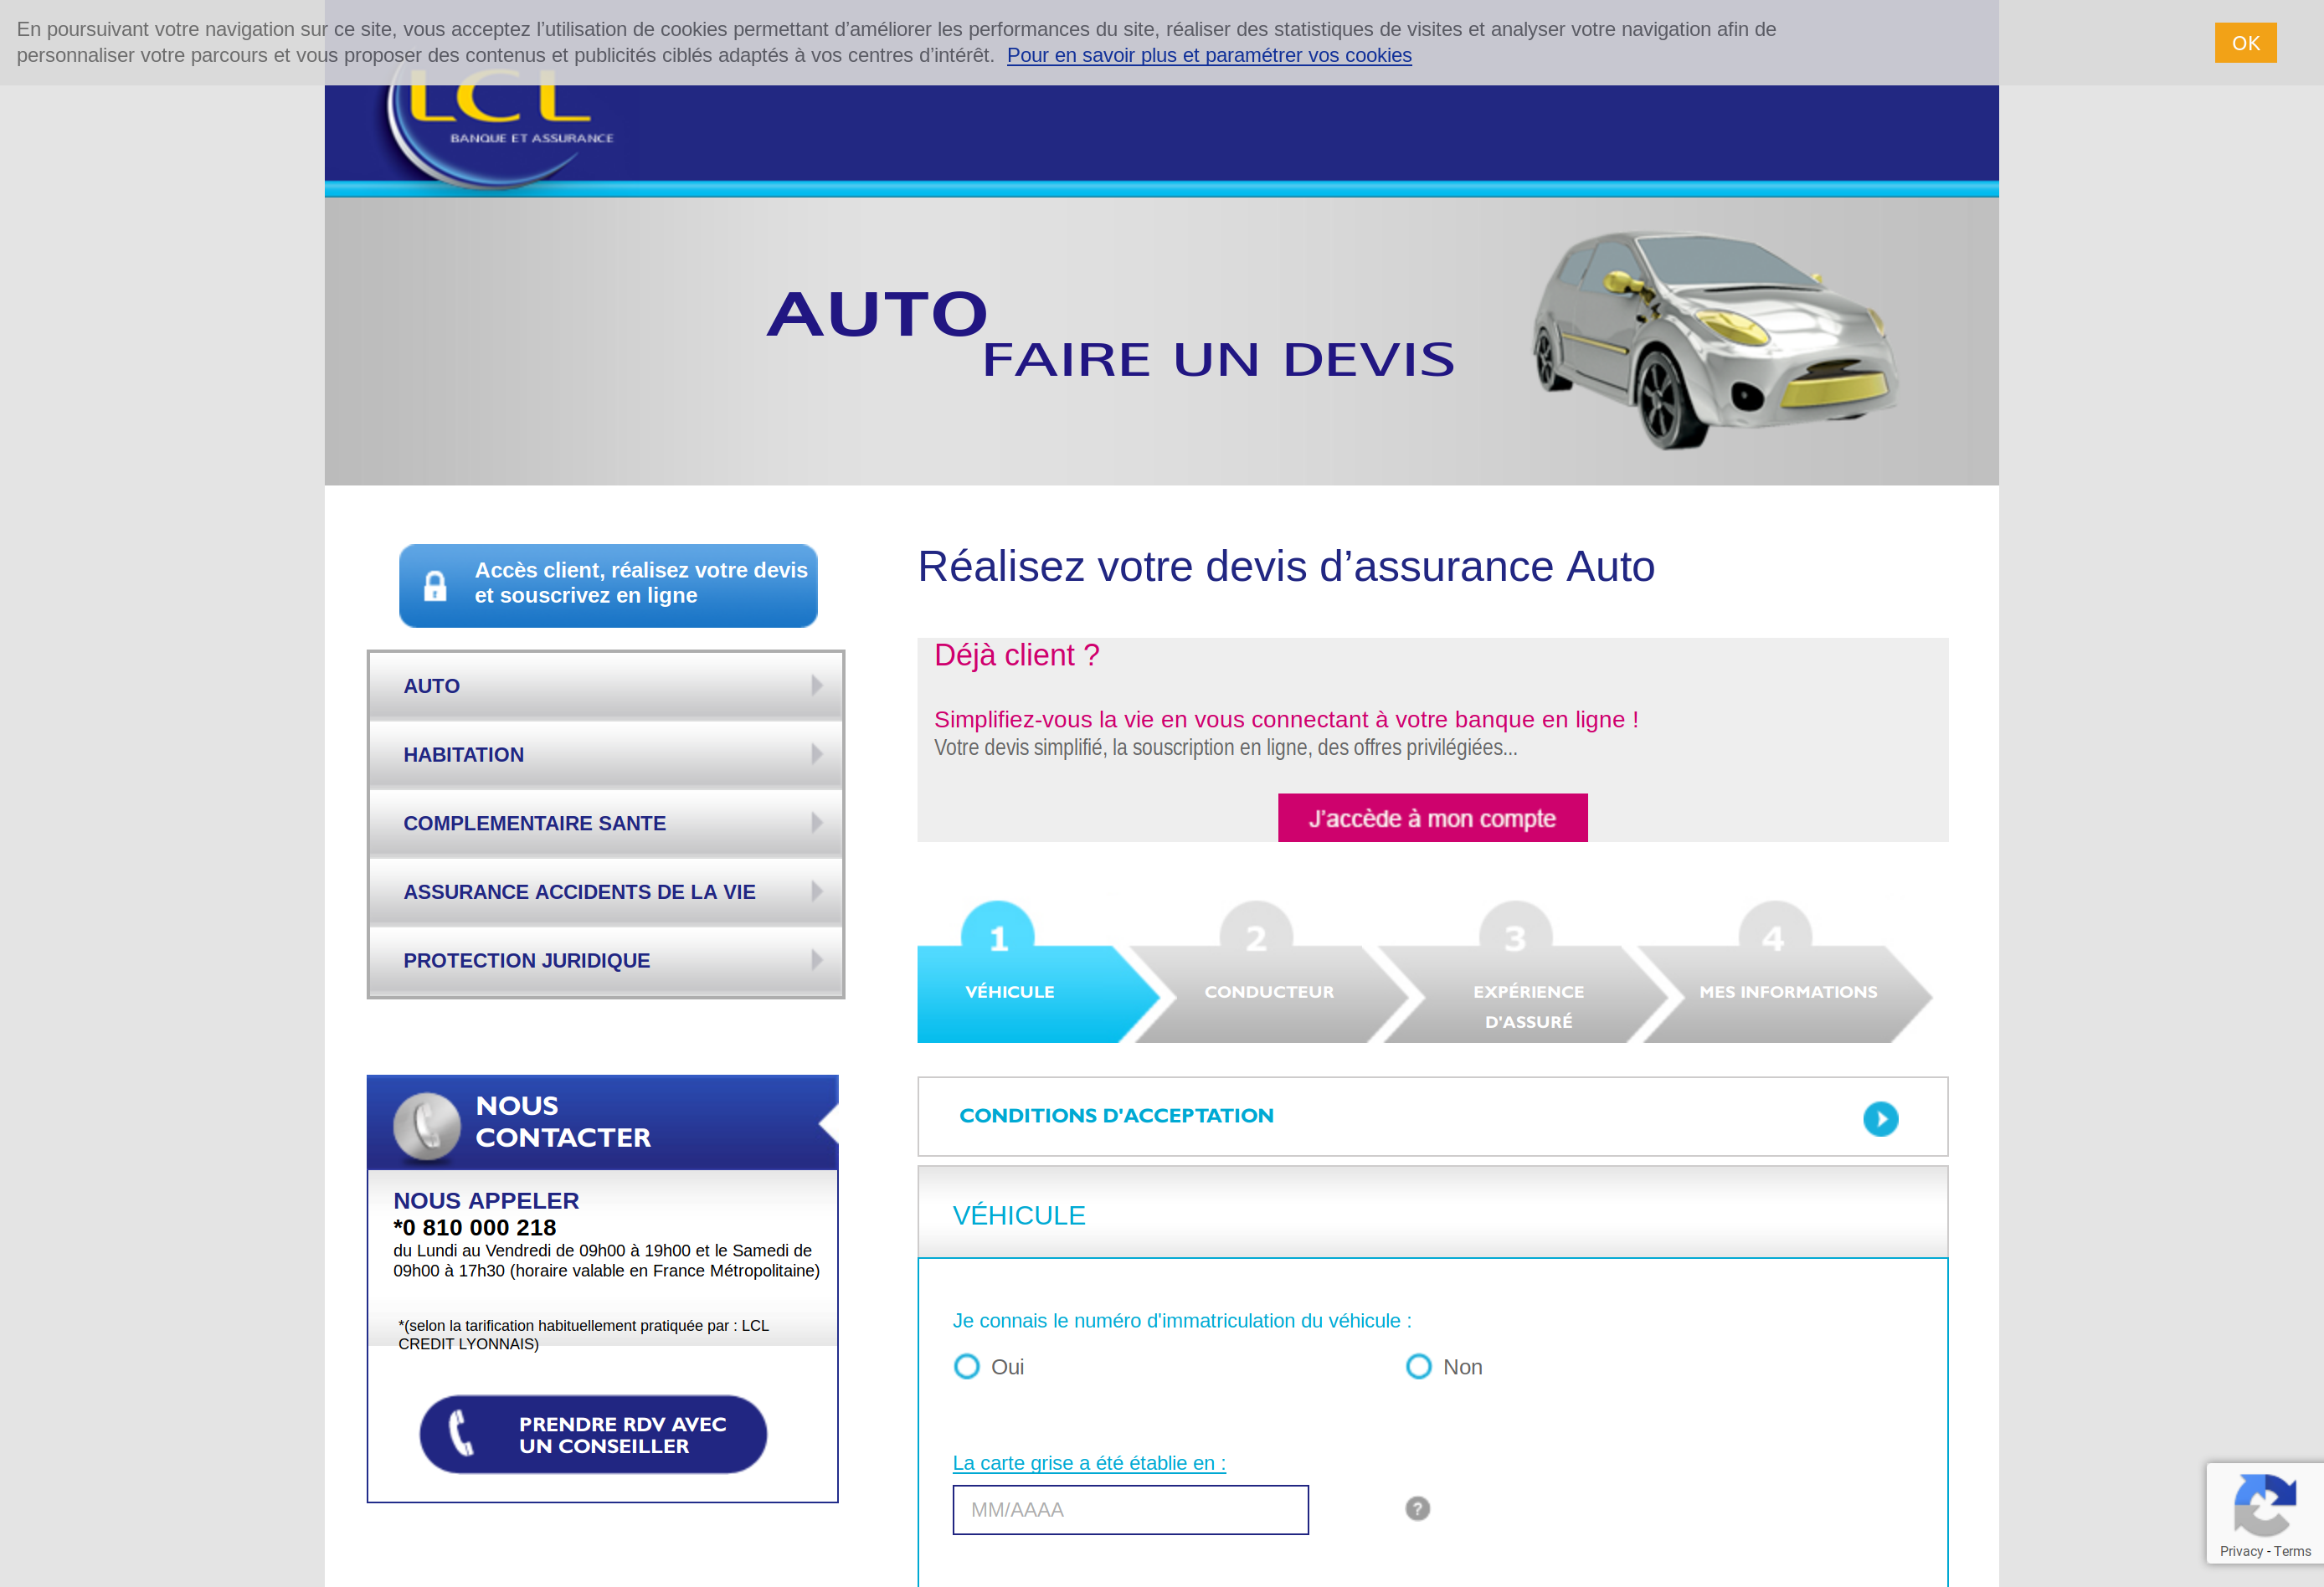 En poursuivant votre navigation sur ce site, vous acceptez l’utilisation de cookies permettant d’améliorer les performances du site, réaliser des statistiques de visites et analyser votre navigation afin de
personnaliser votre parcours et vous proposer des contenus et publicités ciblés adaptés à vos centres d’intérêt. Pour en savoir plus et paramétrer vos cookies
OK
LCL
BANQUE ET ASSURANCE
AUTO
FAIRE UN DEVIS
Accès client, réalisez votre devis
et souscrivez en ligne
AUTO
HABITATION
COMPLEMENTAIRE SANTE
ASSURANCE ACCIDENTS DE LA VIE
PROTECTION JURIDIQUE
NOUS
CONTACTER
NOUS APPELER
*0 810 000 218
du Lundi au Vendredi de 09h00 à 19h00 et le Samedi de
09h00 à 17h30 (horaire valable en France Métropolitaine)
*(selon la tarification habituellement pratiquée par : LCL
CREDIT LYONNAIS)
PRENDRE RDV AVEC
UN CONSEILLER
Réalisez votre devis d’assurance Auto
Déjà client ?
Simplifiez-vous la vie en vous connectant à votre banque en ligne !
Votre devis simplifié, la souscription en ligne, des offres privilégiées...
J’accède à mon compte
1
VÉHICULE
2
CONDUCTEUR
3
EXPÉRIENCE
D'ASSURÉ
4
MES INFORMATIONS
CONDITIONS D'ACCEPTATION
VÉHICULE
Je connais le numéro d'immatriculation du véhicule :
Oui
Non
La carte grise a été établie en :
MM/AAAA
?
Privacy - Terms